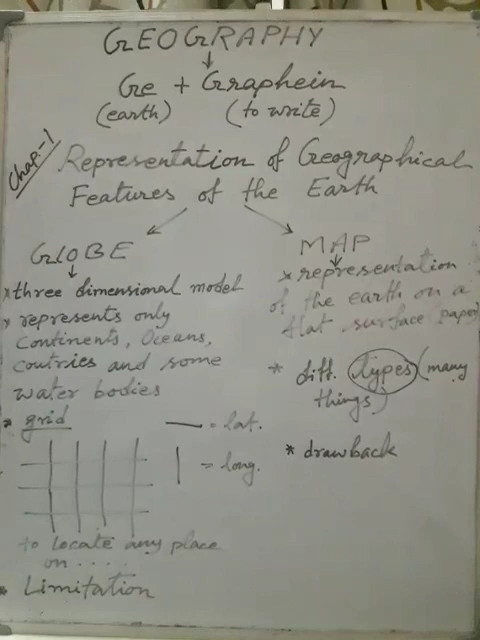 GEOGRAPHY
Ge + Graphein
(earth) (to write)
Chap.-1
Representation of Geographical
Features of the Earth
GlOBE
* three dimensional model
* represents only
Continents, Oceans,
coutries and some
water bodies
* grid
— = lat.
| = long.
to locate any place
on ....
* Limitation
MAP
* representation
of the earth on a
flat surface (paper)
* diff. types (many
things)
* drawback